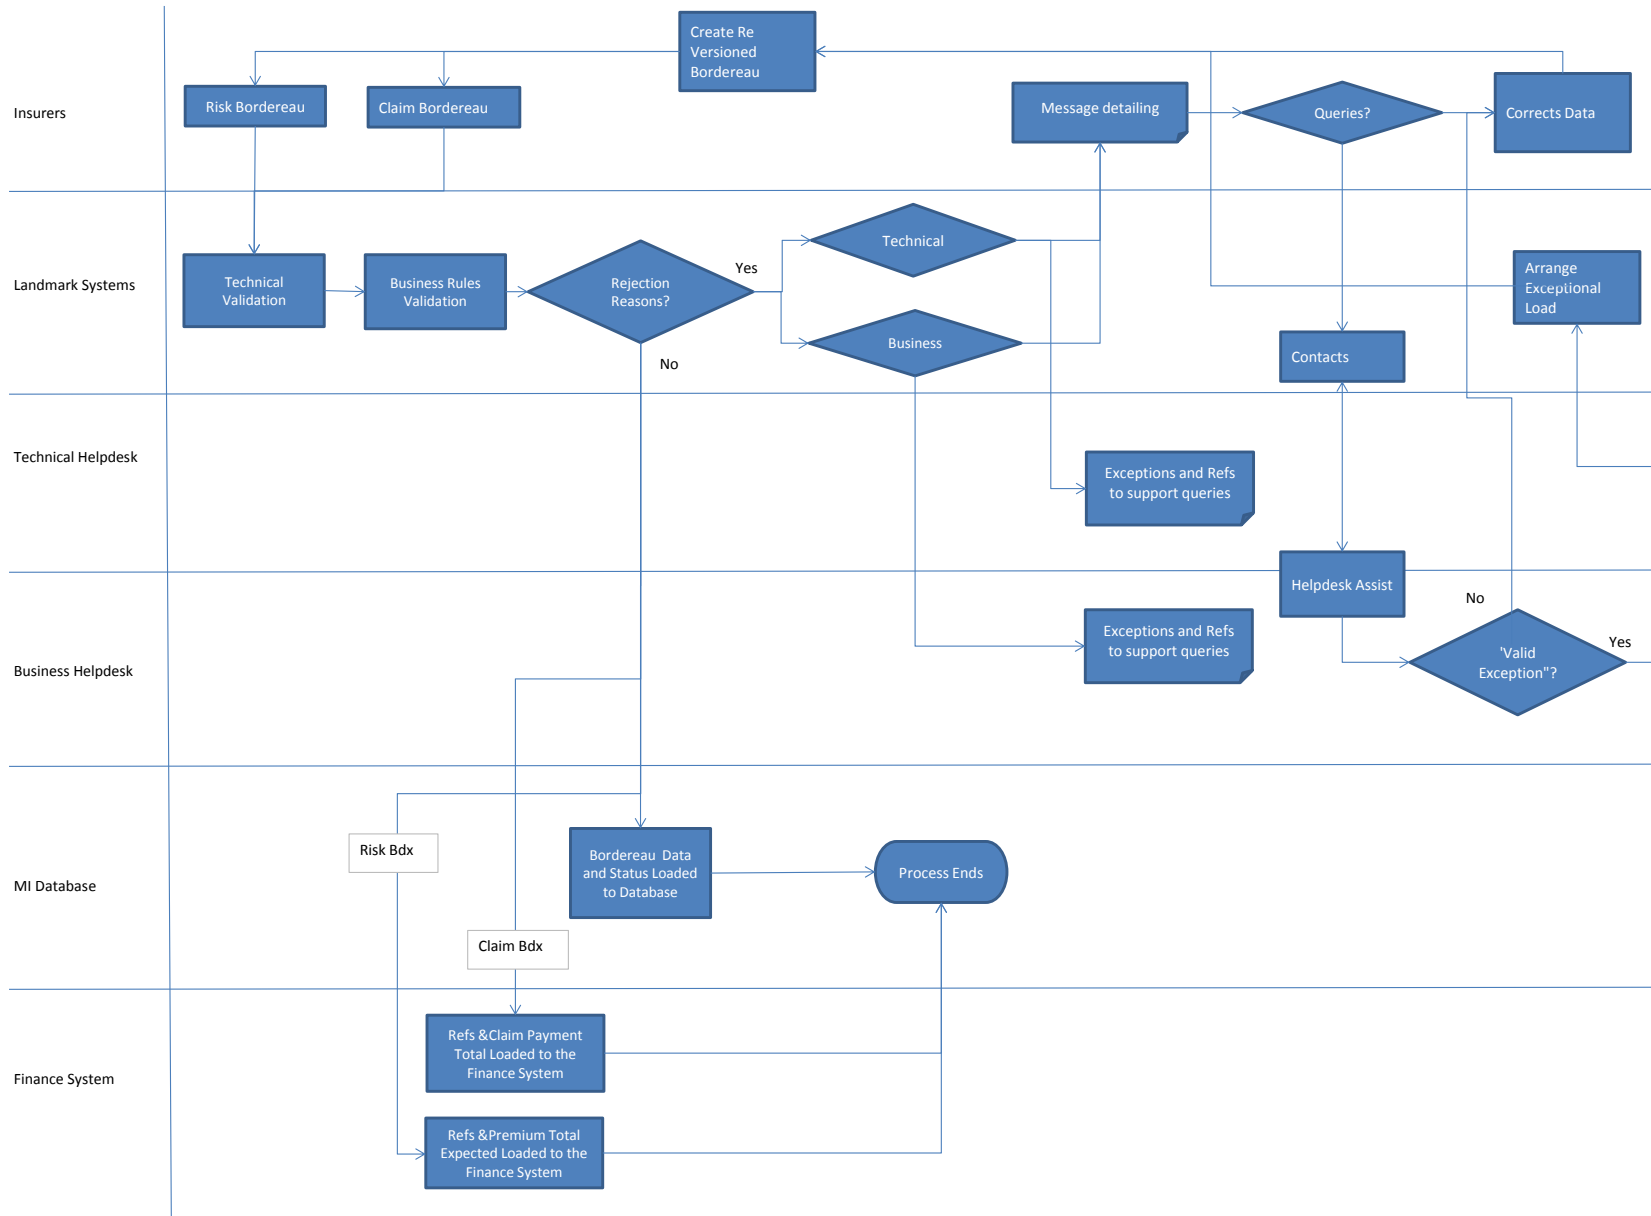 Insurers
Create Re
Versioned
Bordereau
Risk Bordereau
Claim Bordereau
Message detailing
Queries?
Corrects Data
Landmark Systems
Technical
Validation
Business Rules
Validation
Rejection
Reasons?
Yes
No
Technical
Business
Contacts
Arrange
Exceptional
Load
Technical Helpdesk
Exceptions and Refs
to support queries
Helpdesk Assist
Business Helpdesk
Exceptions and Refs
to support queries
No
'Valid
Exception"?
Yes
MI Database
Risk Bdx
Claim Bdx
Bordereau  Data
and Status Loaded
to Database
Process Ends
Finance System
Refs &Claim Payment
Total Loaded to the
Finance System
Refs &Premium Total
Expected Loaded to the
Finance System